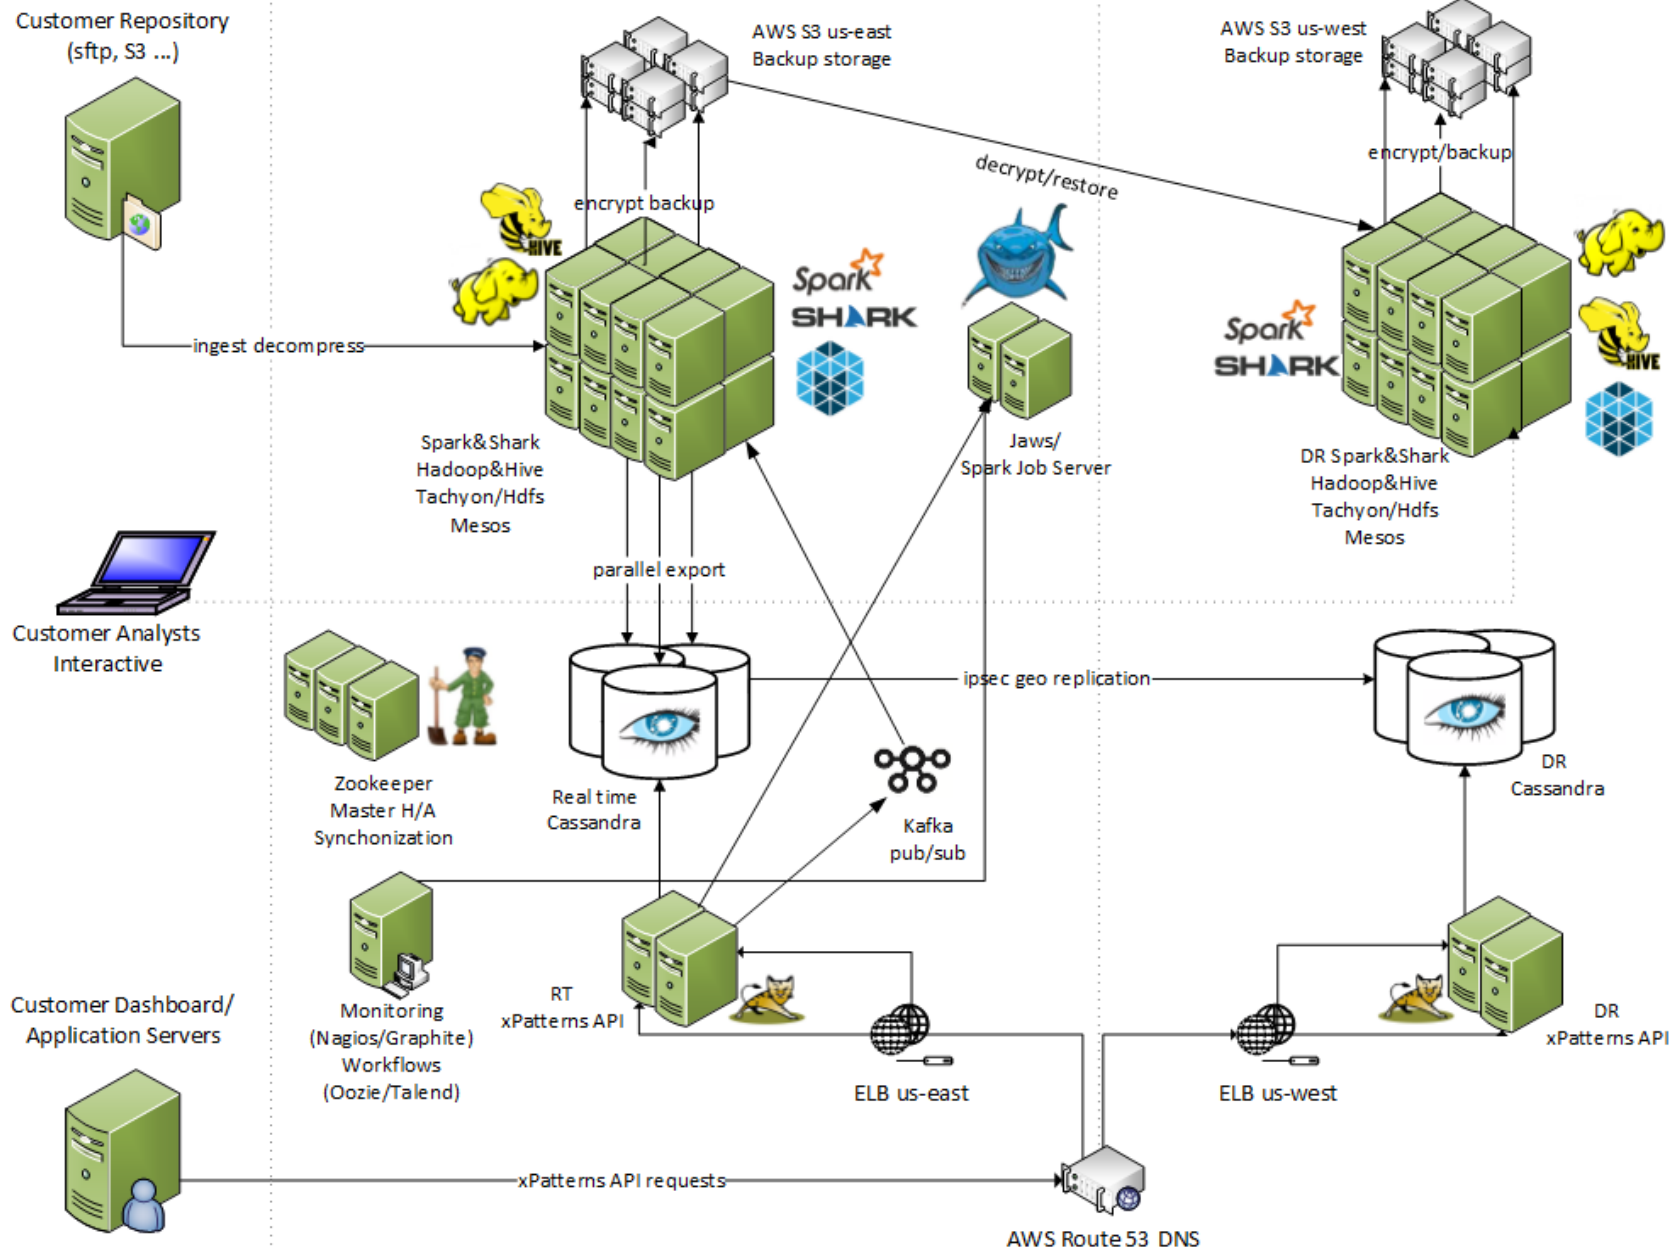 Customer Repository
(sftp, S3 ...)
AWS S3 us-east
Backup storage
AWS S3 us-west
Backup storage
decrypt/restore
encrypt/backup
encrypt backup
HIVE
Spark
SHARK
ingest decompress
Spark
SHARK
HIVE
Spark&Shark
Hadoop&Hive
Tachyon/Hdfs
Mesos
Jaws/
Spark Job Server
DR Spark&Shark
Hadoop&Hive
Tachyon/Hdfs
Mesos
parallel export
Customer Analysts
Interactive
ipsec geo replication
Zookeeper
Master H/A
Synchonization
Real time
Cassandra
Kafka
pub/sub
DR
Cassandra
Customer Dashboard/
Application Servers
Monitoring
(Nagios/Graphite)
Workflows
(Oozie/Talend)
RT
xPatterns API
DR
xPatterns API
ELB us-east
ELB us-west
xPatterns API requests
AWS Route 53 DNS